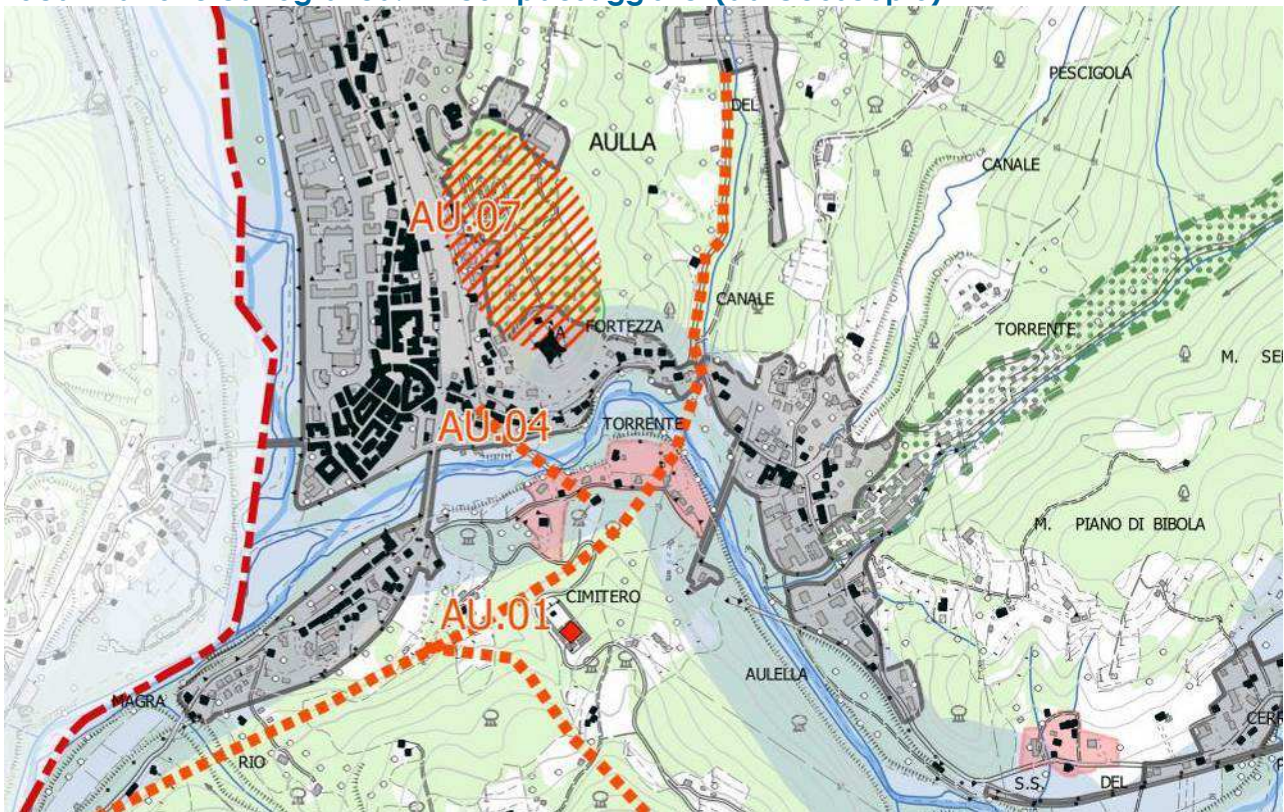 PESCIGOLA
DEL
AULLA
CANALE
AU.07
CANALE
FORTEZZA
TORRENTE
M.
AU.04
TORRENTE
M. PIANO DI BIBOLA
CIMITERO
AU.01
AULELLA
MAGRA
RIO
S.S. DEL